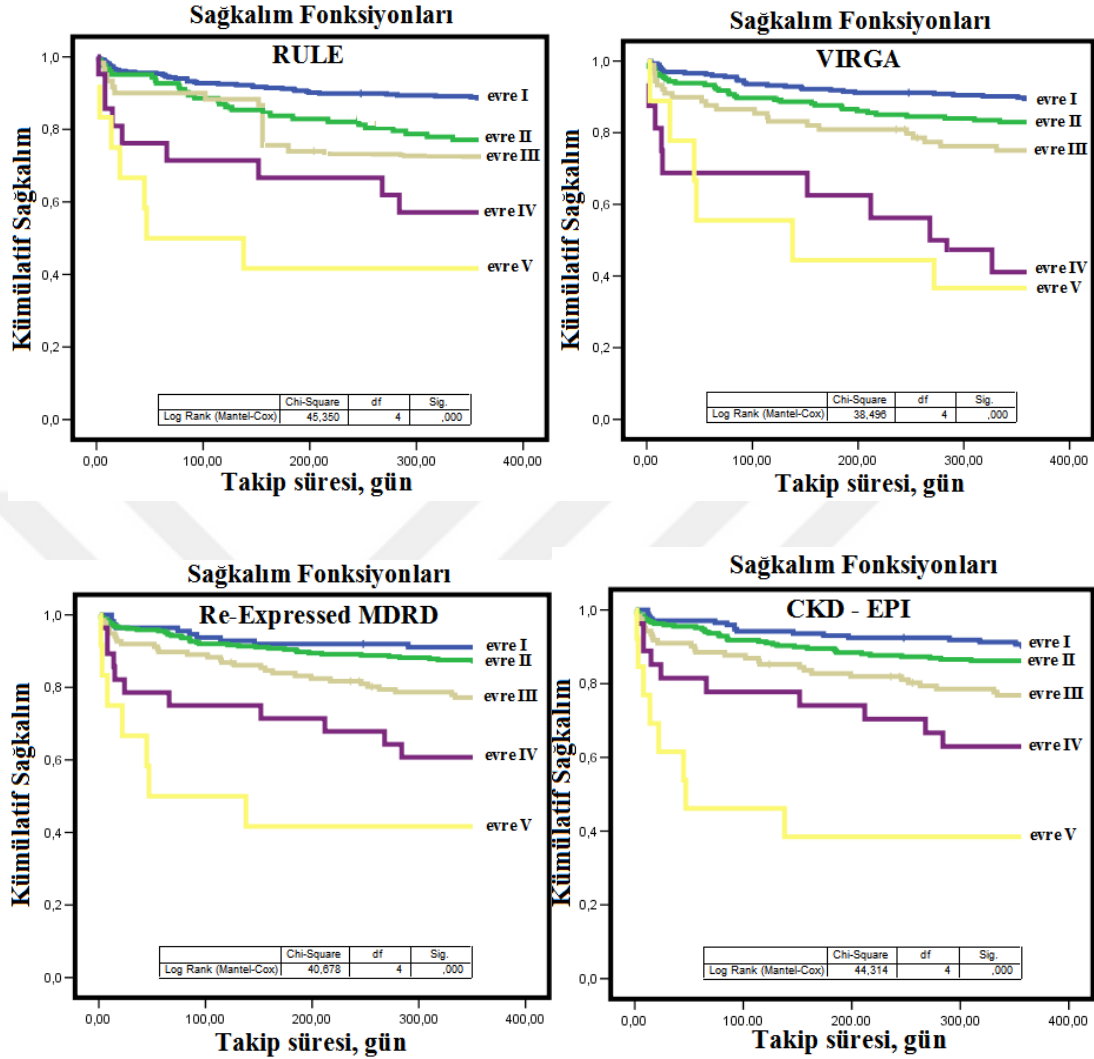 Sağkalım Fonksiyonları
RULE
Kümülatif Sağkalım
1,0
0,8
0,6
0,4
0,2
0,0
evre I
evre II
evre III
evre IV
evre V
Chi-Square df Sig.
Log Rank (Mantel-Cox) 45,350 4 ,000
0,00 100,00 200,00 300,00 400,00
Takip süresi, gün
Sağkalım Fonksiyonları
VIRGA
Kümülatif Sağkalım
1,0
0,8
0,6
0,4
0,2
0,0
evre I
evre II
evre III
evre IV
evre V
Chi-Square df Sig.
Log Rank (Mantel-Cox) 38,496 4 ,000
0,00 100,00 200,00 300,00 400,00
Takip süresi, gün
Sağkalım Fonksiyonları
Re-Expressed MDRD
Kümülatif Sağkalım
1,0
0,8
0,6
0,4
0,2
0,0
evre I
evre II
evre III
evre IV
evre V
Chi-Square df Sig.
Log Rank (Mantel-Cox) 40,678 4 ,000
0,00 100,00 200,00 300,00 400,00
Takip süresi, gün
Sağkalım Fonksiyonları
CKD - EPI
Kümülatif Sağkalım
1,0
0,8
0,6
0,4
0,2
0,0
evre I
evre II
evre III
evre IV
evre V
Chi-Square df Sig.
Log Rank (Mantel-Cox) 44,314 4 ,000
0,00 100,00 200,00 300,00 400,00
Takip süresi, gün